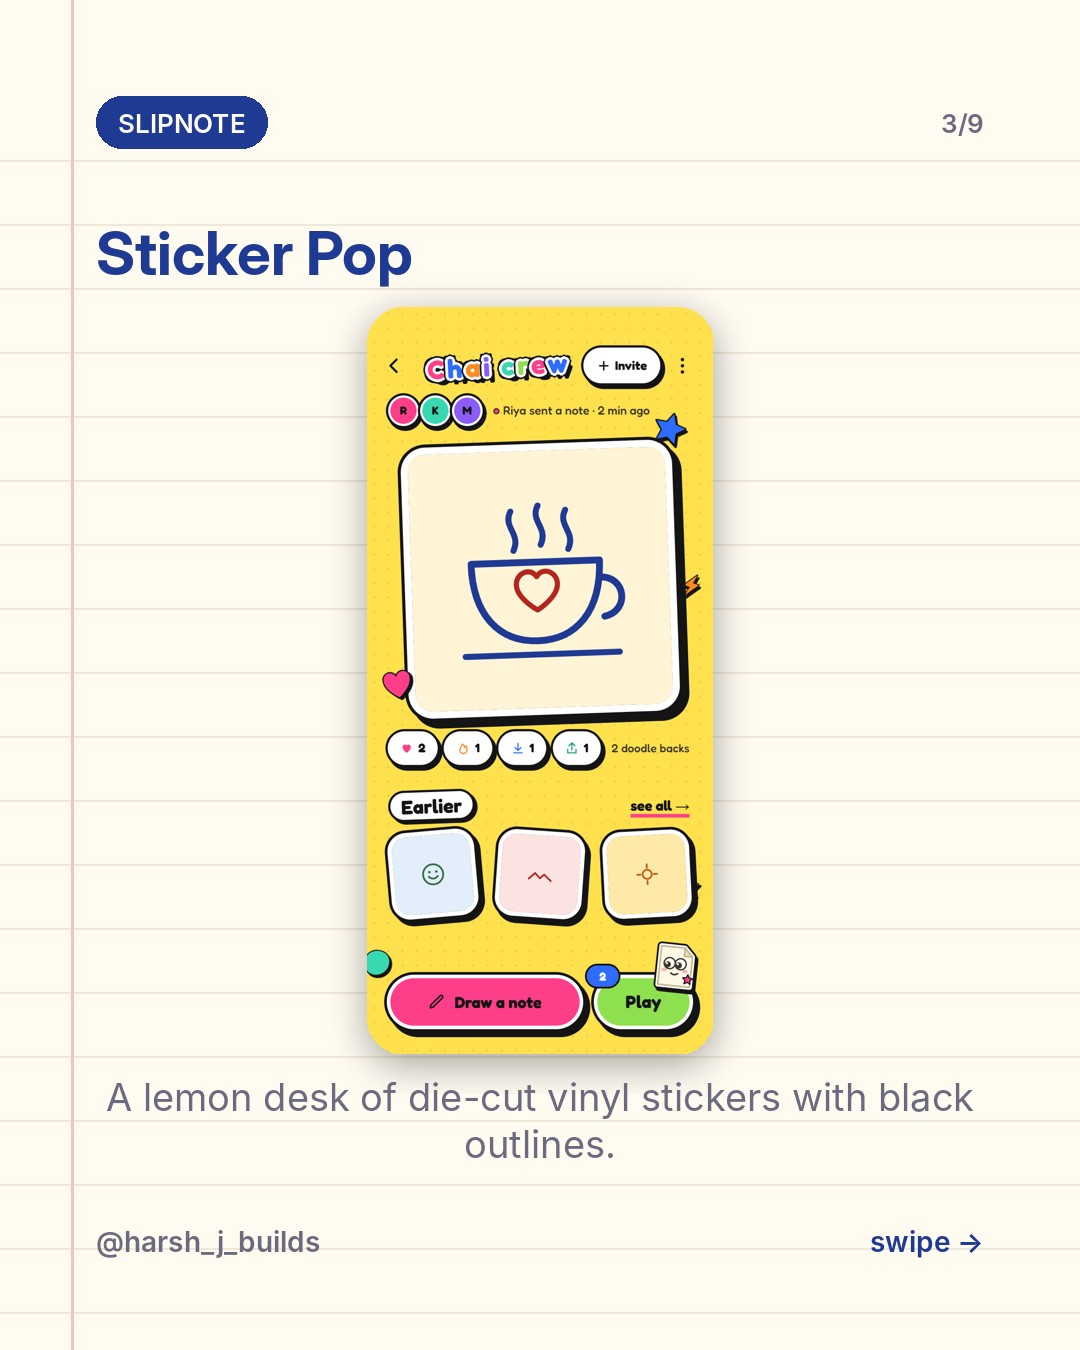 SLIPNOTE
3/9
Sticker Pop
Chai crew
+ Invite
R K M
Riya sent a note · 2 min ago
2 1 1 1 2 doodle backs
Earlier
see all →
2
Draw a note
Play
A lemon desk of die-cut vinyl stickers with black
outlines.
@harsh_j_builds
swipe →